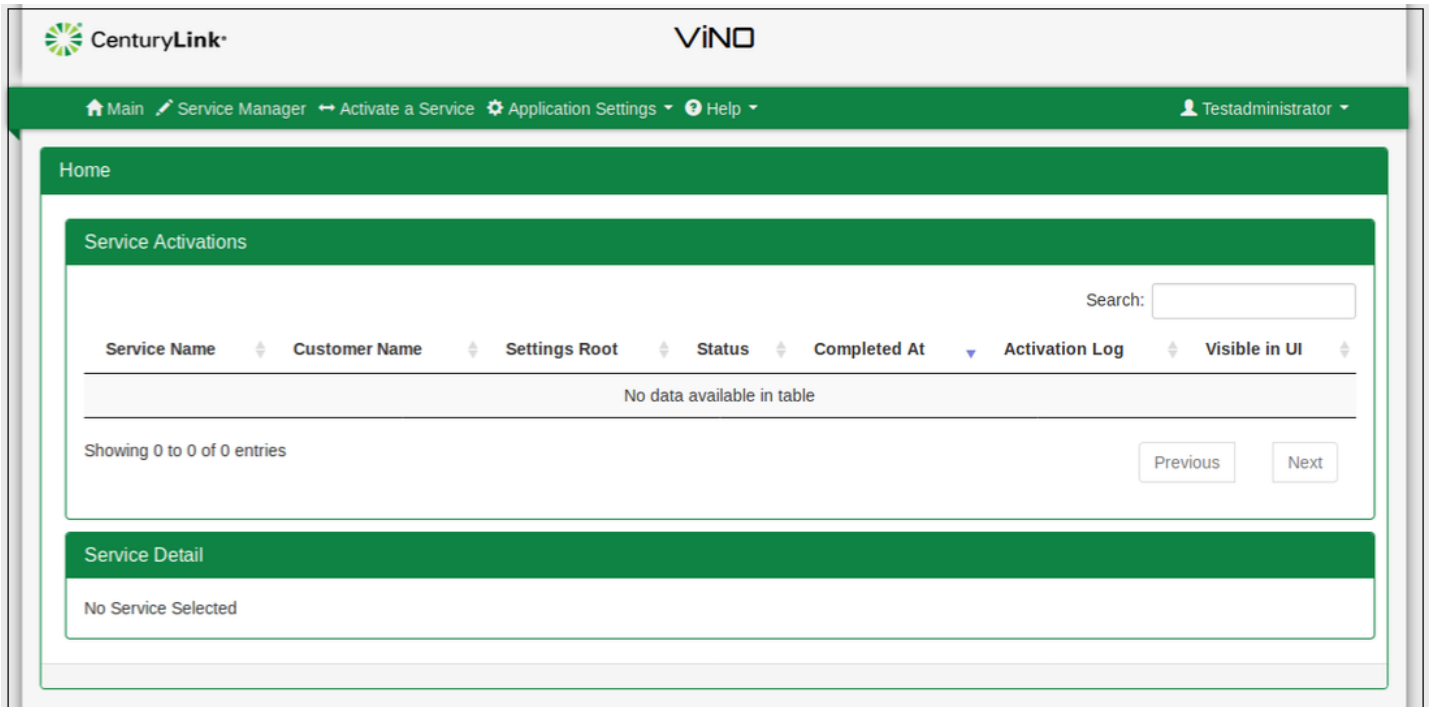 CenturyLink®
ViNO
Main Service Manager Activate a Service Application Settings Help Testadministrator
Home
Service Activations
Search:
Service Name Customer Name Settings Root Status Completed At Activation Log Visible in UI
No data available in table
Showing 0 to 0 of 0 entries
Previous Next
Service Detail
No Service Selected